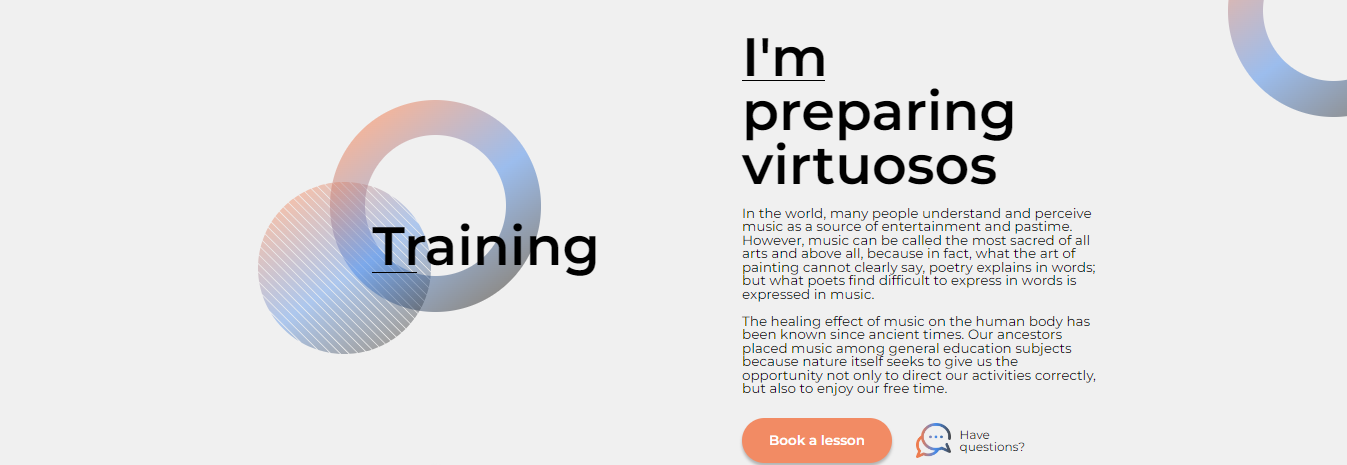 Training
I'm
preparing
virtuosos
In the world, many people understand and perceive
music as a source of entertainment and pastime.
However, music can be called the most sacred of all
arts and above all, because in fact, what the art of
painting cannot clearly say, poetry explains in words;
but what poets find difficult to express in words is
expressed in music.
The healing effect of music on the human body has
been known since ancient times. Our ancestors
placed music among general education subjects
because nature itself seeks to give us the
opportunity not only to direct our activities correctly,
but also to enjoy our free time.
Book a lesson
Have
questions?